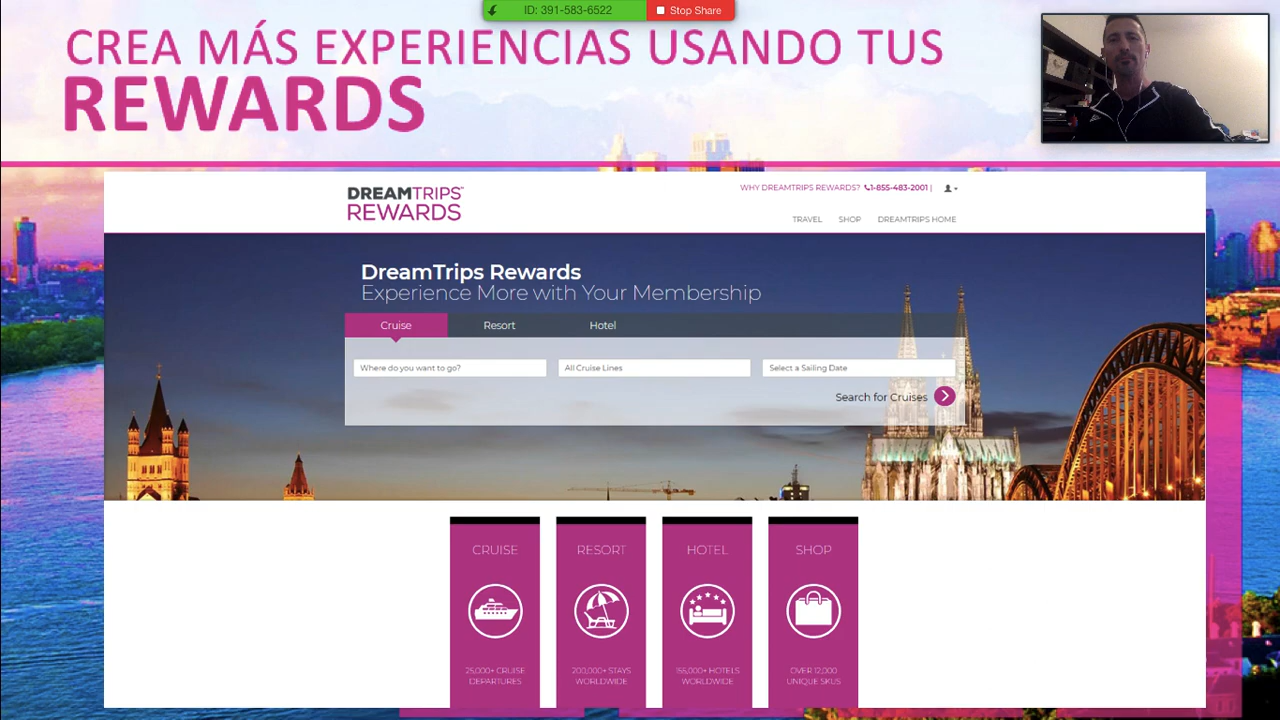 ID: 391-583-6522 Stop Share
CREA MÁS EXPERIENCIAS USANDO TUS
REWARDS
DREAMTRIPS™
REWARDS
WHY DREAMTRIPS REWARDS? 1-855-483-2001 |
TRAVEL SHOP DREAMTRIPS HOME
DreamTrips Rewards
Experience More with Your Membership
Cruise Resort Hotel
Where do you want to go? All Cruise Lines Select a Sailing Date
Search for Cruises
CRUISE RESORT HOTEL SHOP
25,000+ CRUISE DEPARTURES
200,000+ STAYS WORLDWIDE
155,000+ HOTELS WORLDWIDE
OVER 12,000 UNIQUE SKUS